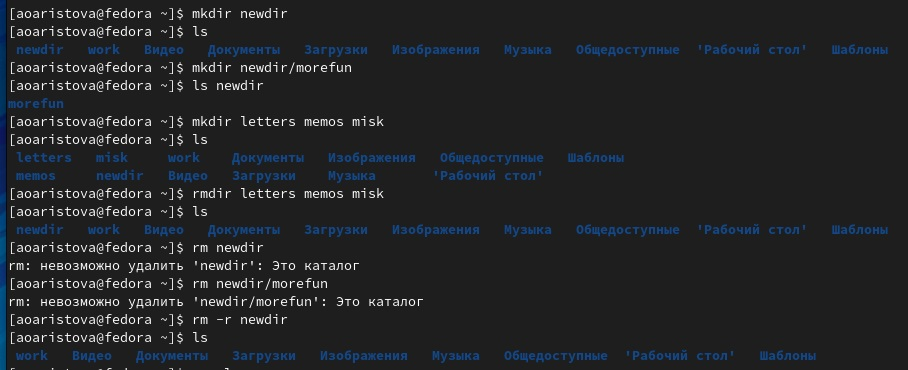 [aoaristova@fedora ~]$ mkdir newdir
[aoaristova@fedora ~]$ ls
newdir work Видео Документы Загрузки Изображения Музыка Общедоступные 'Рабочий стол' Шаблоны
[aoaristova@fedora ~]$ mkdir newdir/morefun
[aoaristova@fedora ~]$ ls newdir
morefun
[aoaristova@fedora ~]$ mkdir letters memos misk
[aoaristova@fedora ~]$ ls
letters misk work Документы Изображения Общедоступные Шаблоны
memos newdir Видео Загрузки Музыка 'Рабочий стол'
[aoaristova@fedora ~]$ rmdir letters memos misk
[aoaristova@fedora ~]$ ls
newdir work Видео Документы Загрузки Изображения Музыка Общедоступные 'Рабочий стол' Шаблоны
[aoaristova@fedora ~]$ rm newdir
rm: невозможно удалить 'newdir': Это каталог
[aoaristova@fedora ~]$ rm newdir/morefun
rm: невозможно удалить 'newdir/morefun': Это каталог
[aoaristova@fedora ~]$ rm -r newdir
[aoaristova@fedora ~]$ ls
work Видео Документы Загрузки Изображения Музыка Общедоступные 'Рабочий стол' Шаблоны